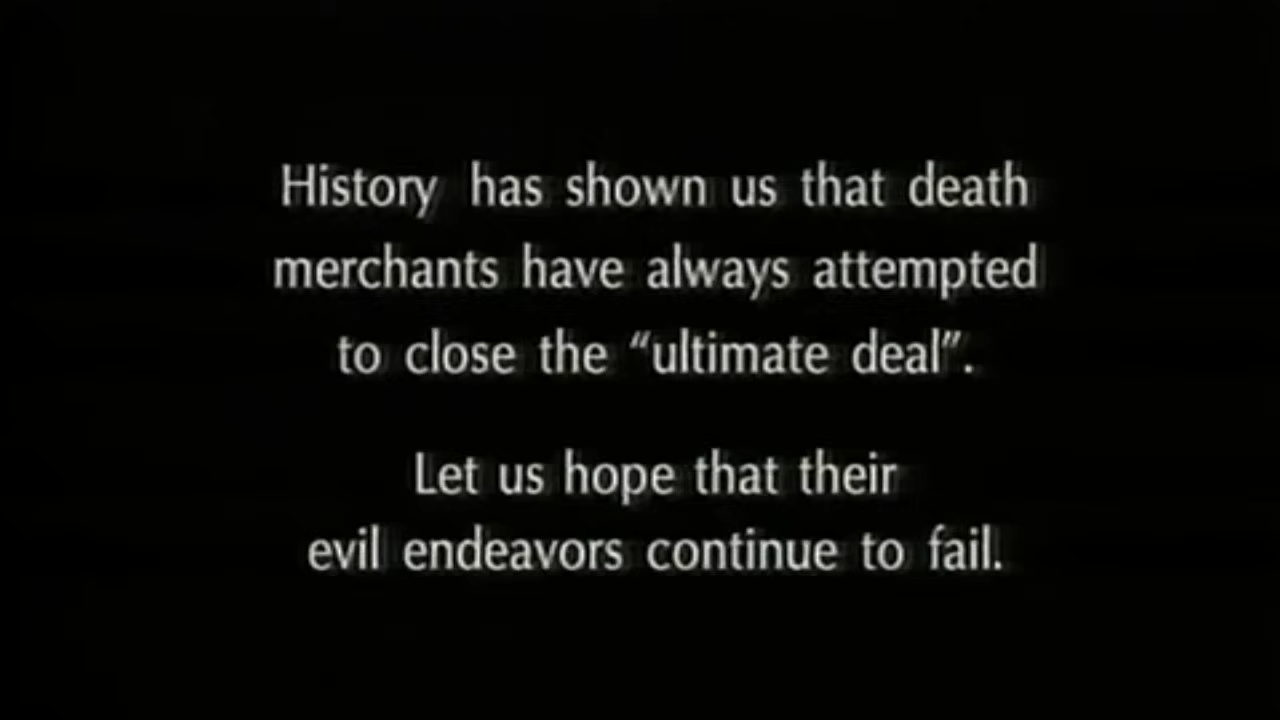 History has shown us that death
merchants have always attempted
to close the “ultimate deal”.
Let us hope that their
evil endeavors continue to fail.